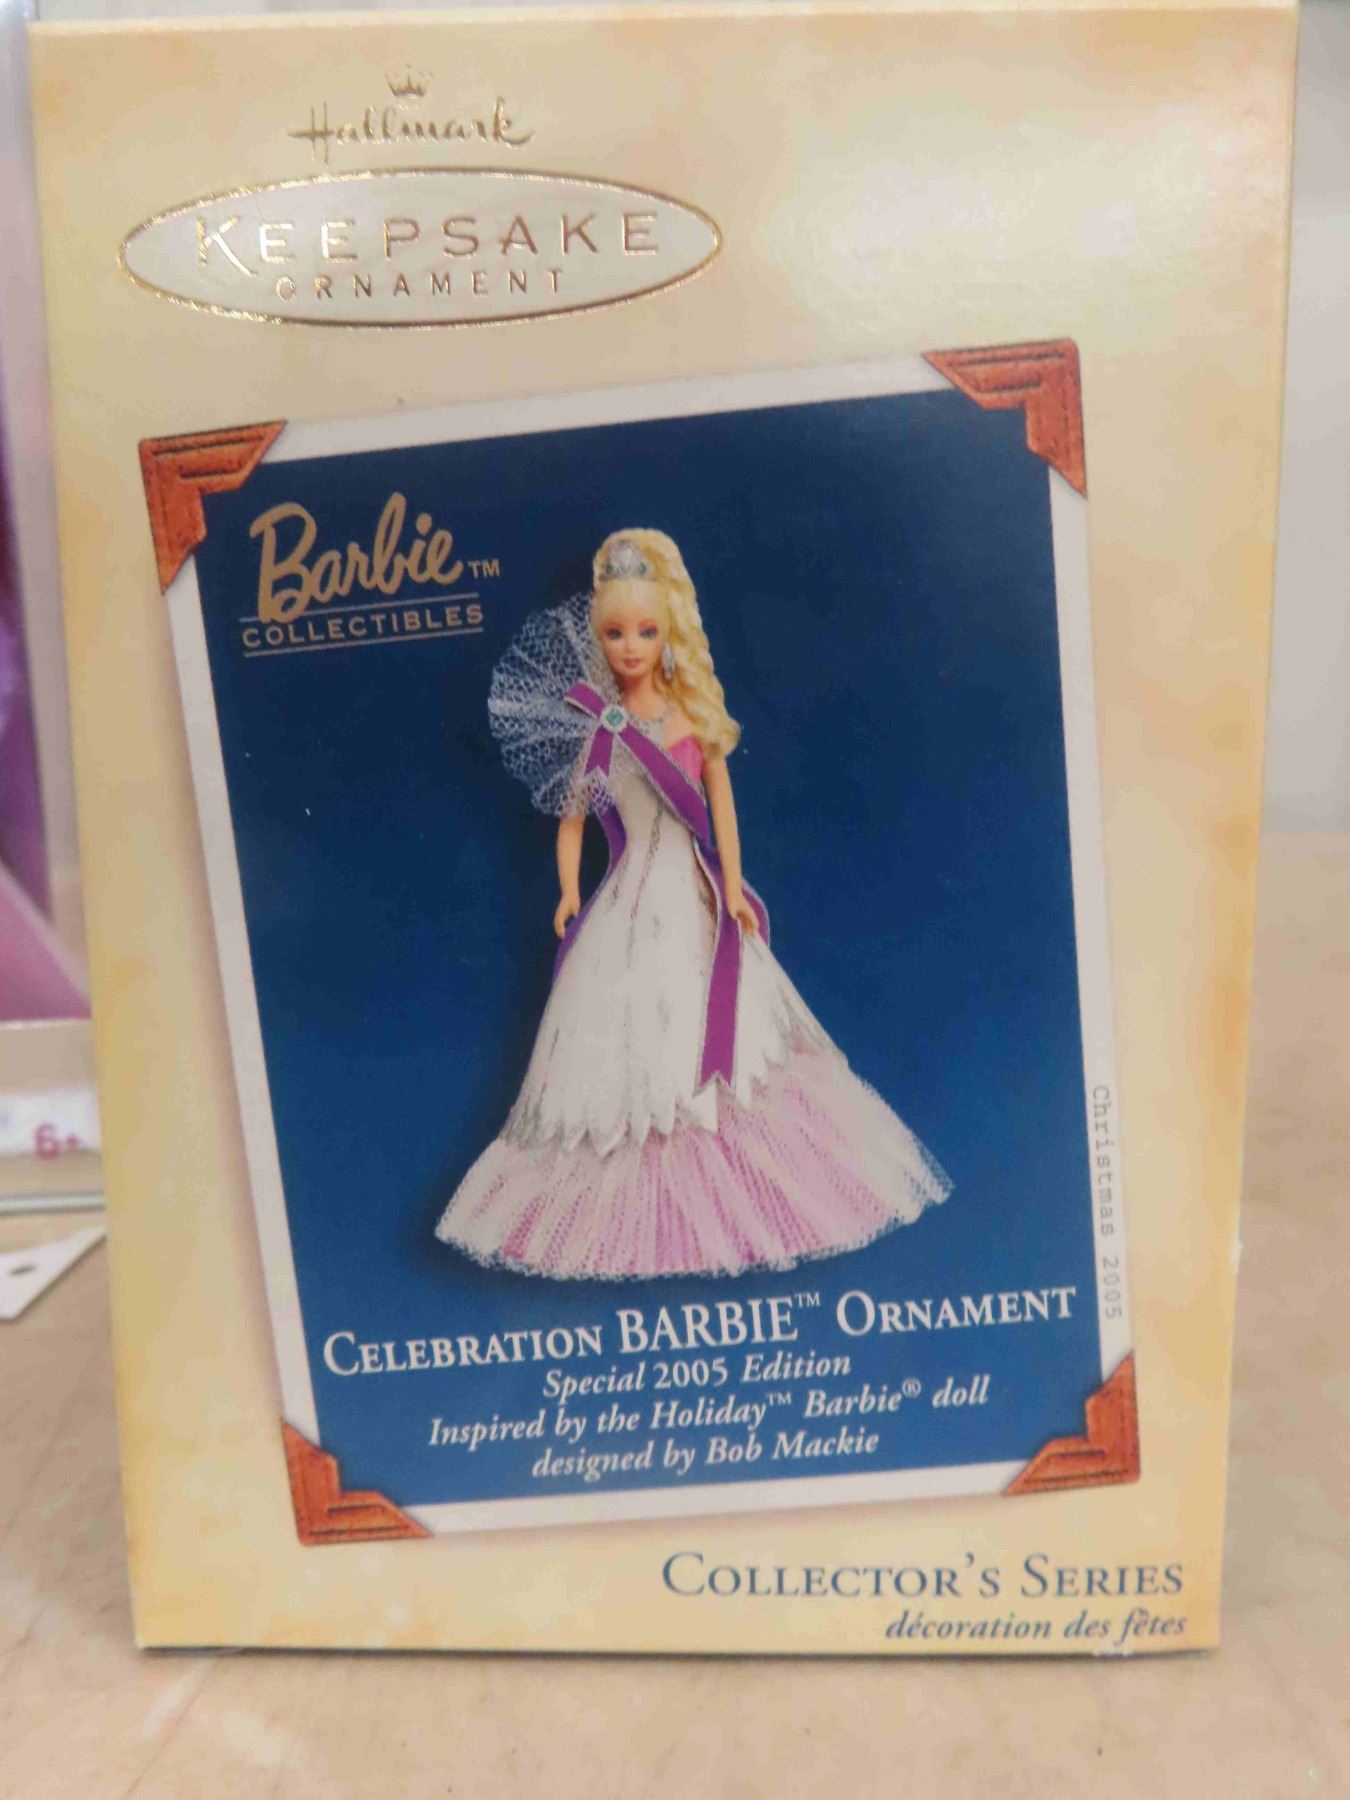 Hallmark
KEEPSAKE
ORNAMENT
Barbie™
COLLECTIBLES
Christmas 2005
CELEBRATION BARBIE™ ORNAMENT
Special 2005 Edition
Inspired by the Holiday™ Barbie® doll
designed by Bob Mackie
COLLECTOR'S SERIES
décoration des fêtes
6+